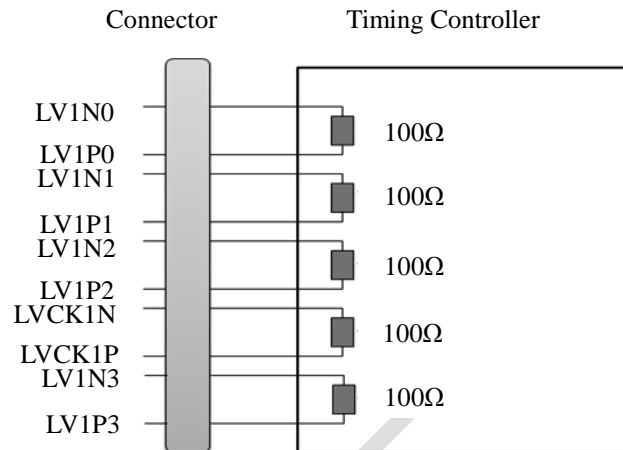 Connector Timing Controller
LV1N0
100Ω
LV1P0
LV1N1
100Ω
LV1P1
LV1N2
100Ω
LV1P2
LVCK1N
100Ω
LVCK1P
LV1N3
100Ω
LV1P3